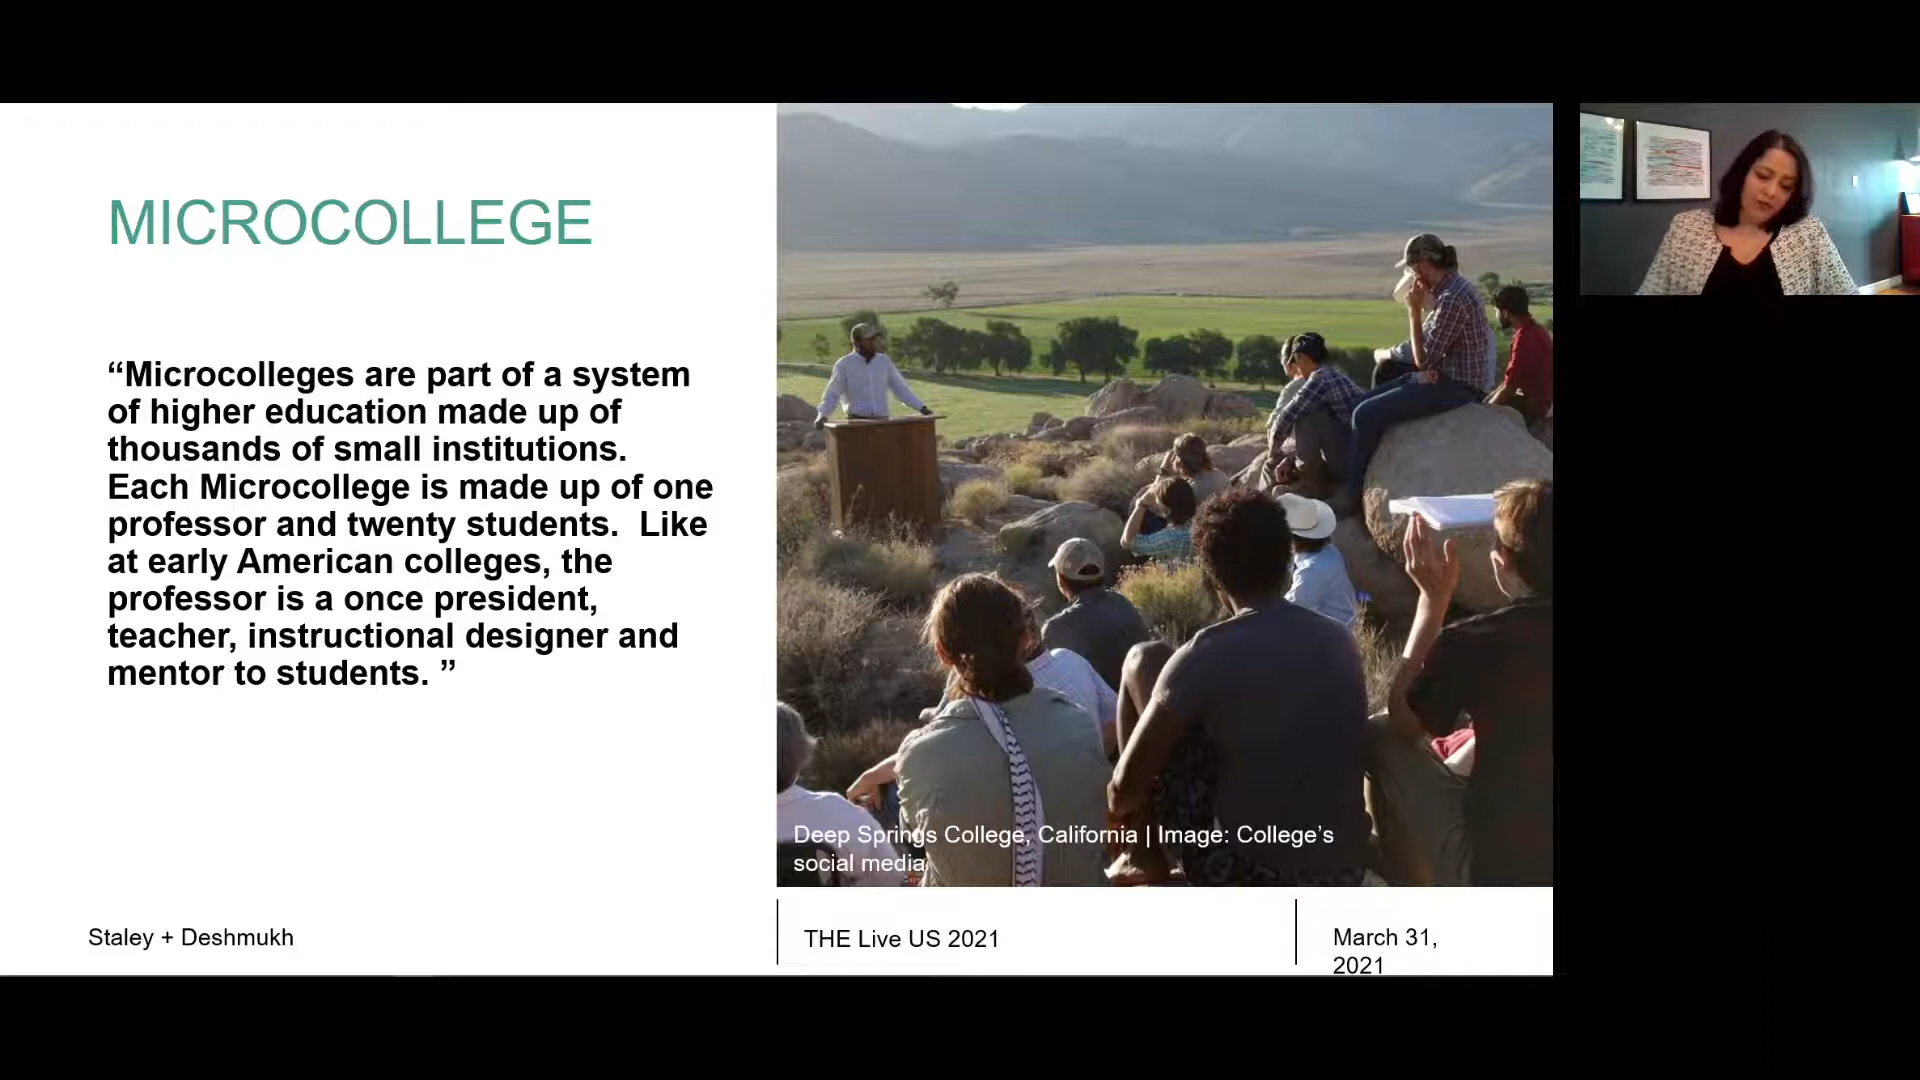 MICROCOLLEGE
“Microcolleges are part of a system
of higher education made up of
thousands of small institutions.
Each Microcollege is made up of one
professor and twenty students.  Like
at early American colleges, the
professor is a once president,
teacher, instructional designer and
mentor to students. ”
Deep Springs College, California | Image: College’s
social media
Staley + Deshmukh
THE Live US 2021
March 31,
2021